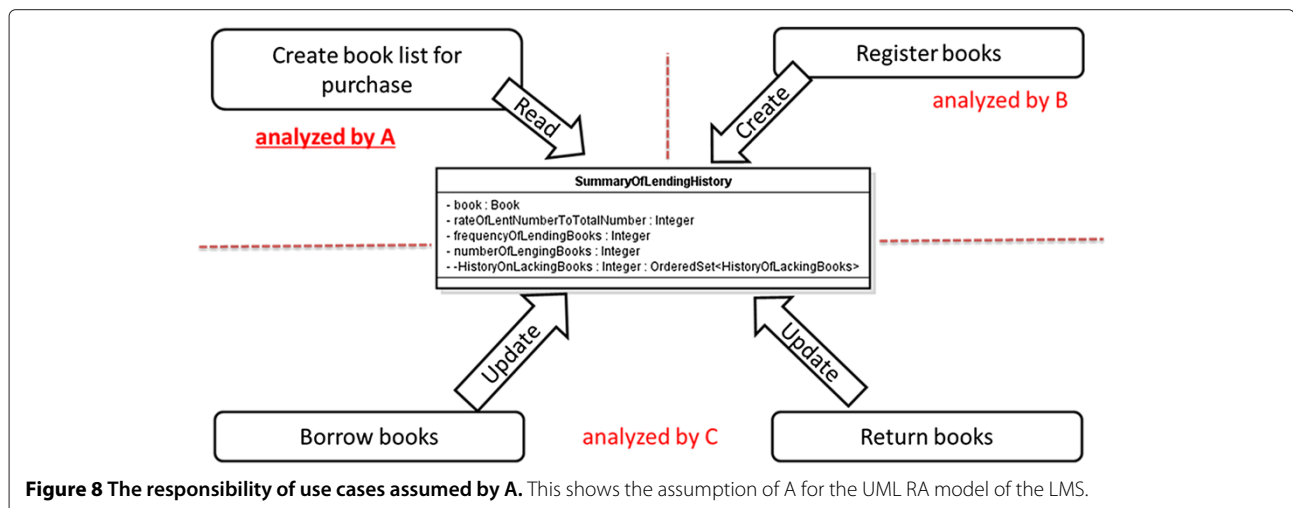 Create book list for
purchase
Register books
Read
Create
analyzed by A
analyzed by B
SummaryOfLendingHistory
- book : Book
- rateOfLentNumberToTotalNumber : Integer
- frequencyOfLendingBooks : Integer
- numberOfLengingBooks : Integer
- -HistoryOnLackingBooks : Integer : OrderedSet<HistoryOfLackingBooks>
Update
Update
Borrow books
analyzed by C
Return books
Figure 8 The responsibility of use cases assumed by A. This shows the assumption of A for the UML RA model of the LMS.